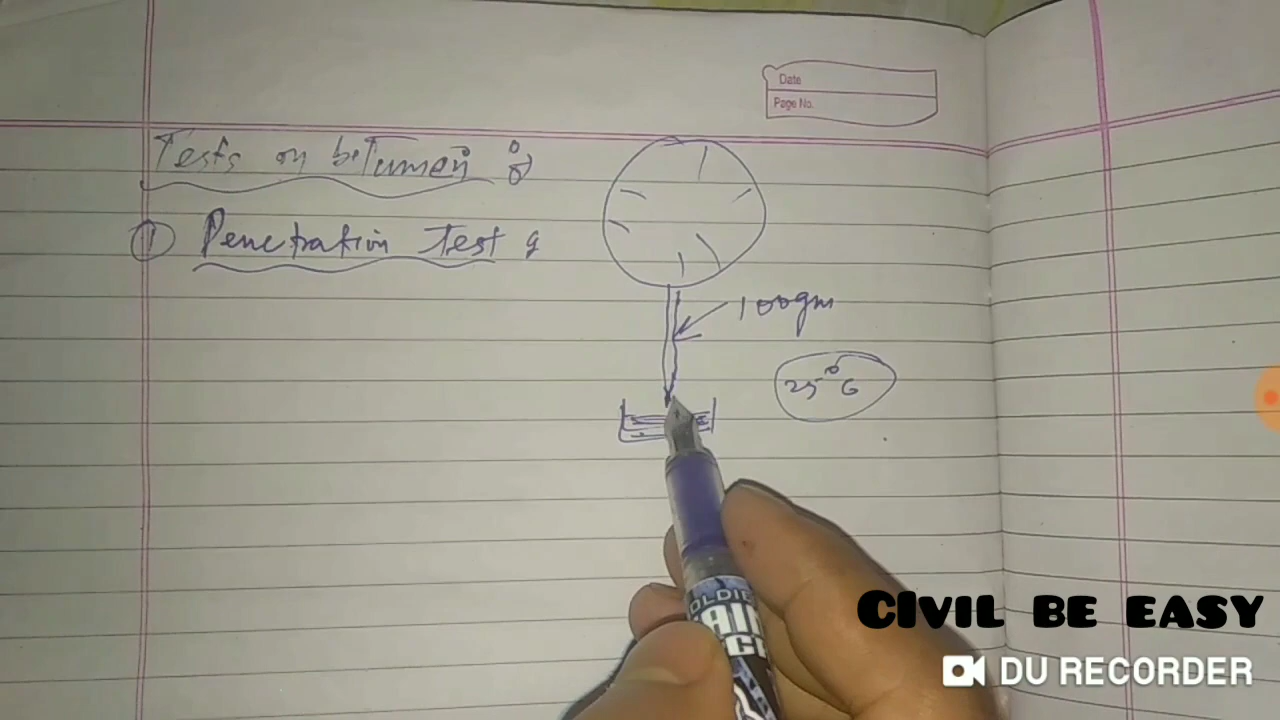 Date
Page No.
Tests on bitumen :
① Penetration Test
100gm
25°C
CIVIL BE EASY
DU RECORDER